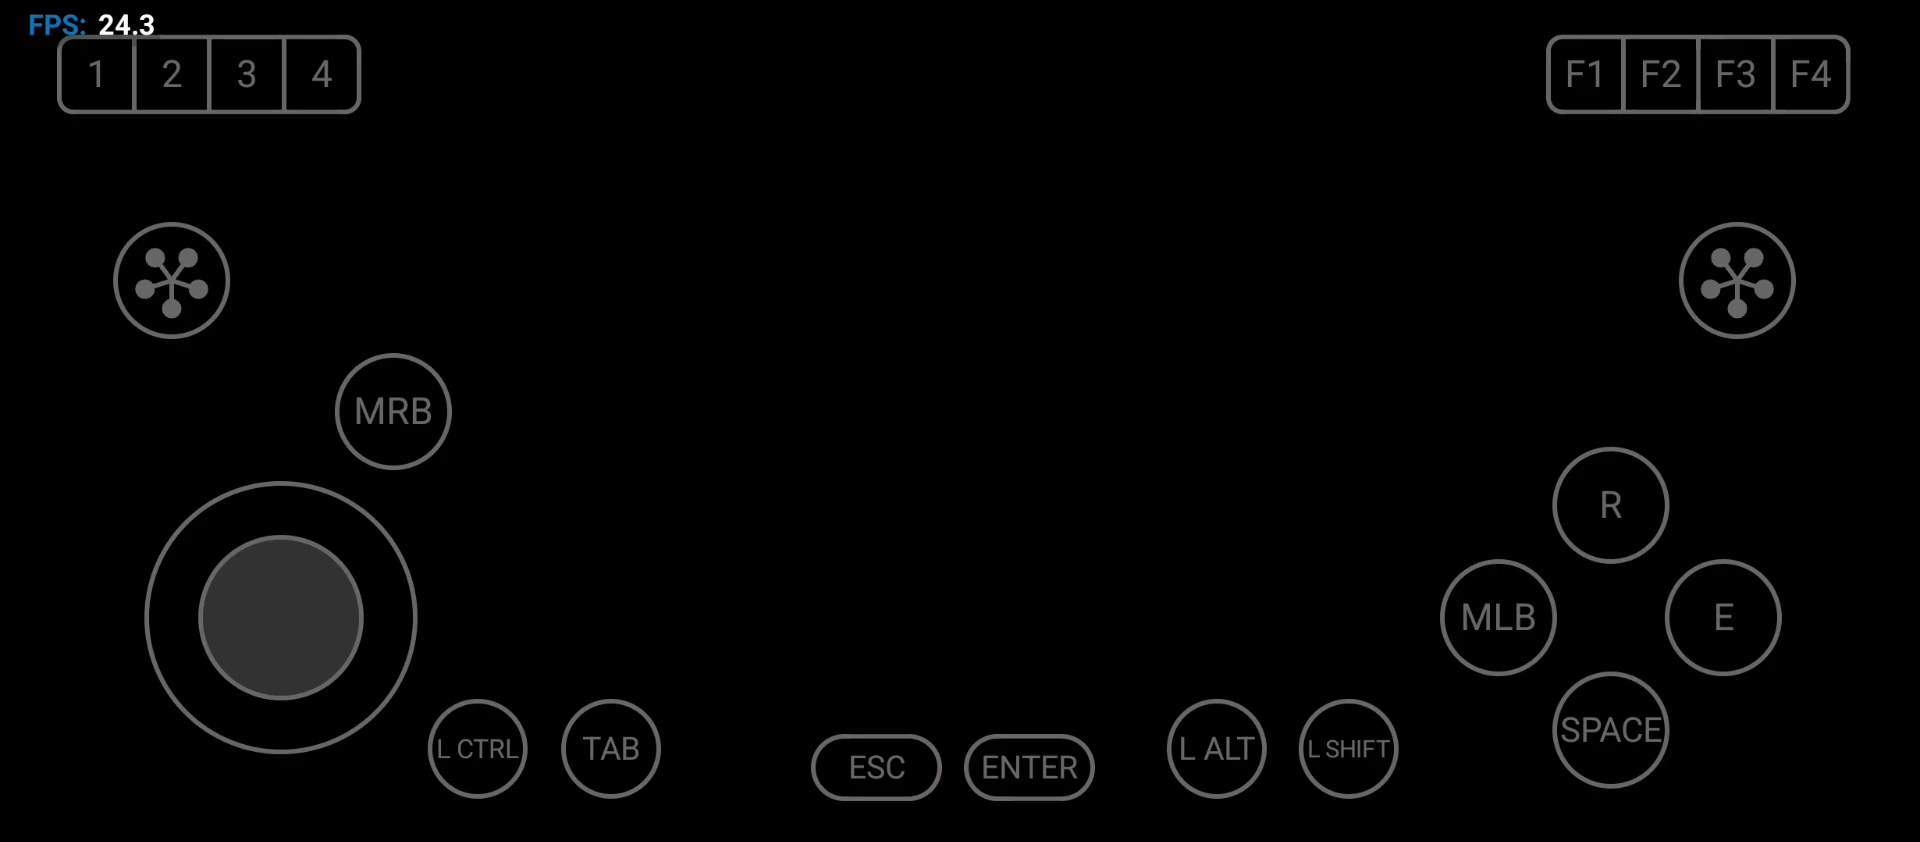 FPS: 24.3
1 2 3 4
F1 F2 F3 F4
MRB
R
MLB
E
SPACE
L CTRL
TAB
ESC
ENTER
L ALT
L SHIFT